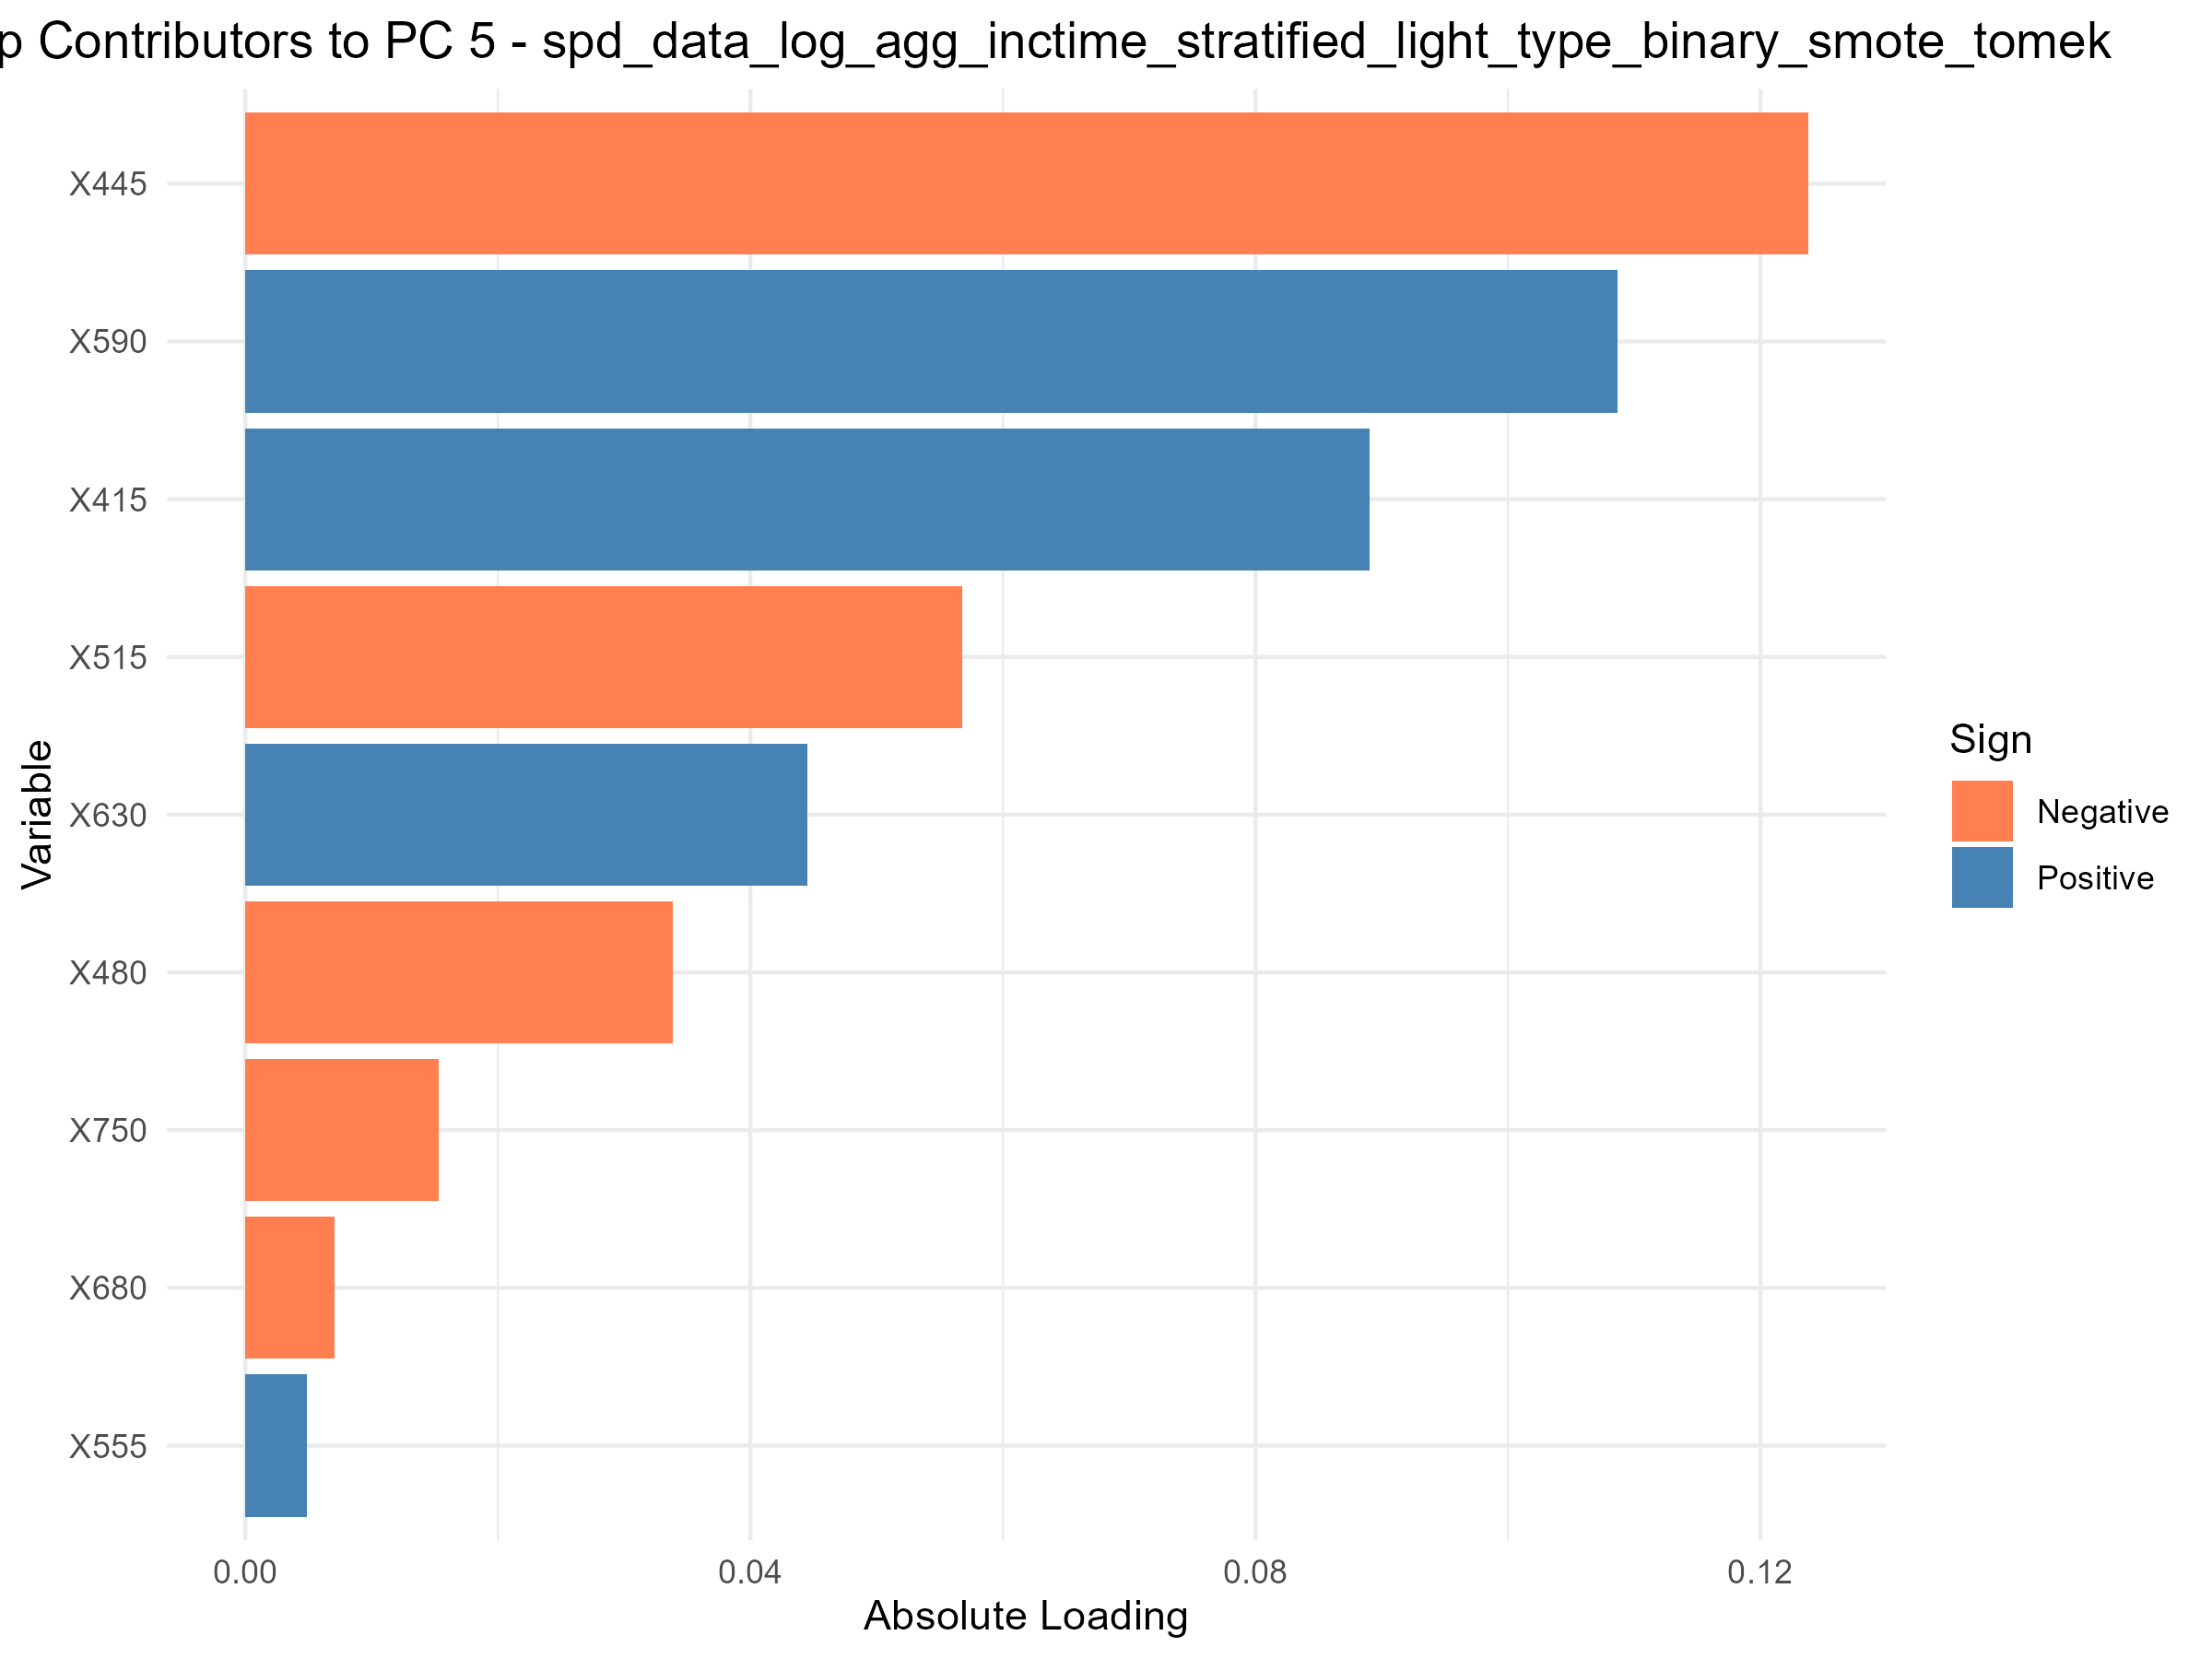 p Contributors to PC 5 - spd_data_log_agg_inctime_stratified_light_type_binary_smote_tomek
X445
X590
X415
X515
X630
X480
X750
X680
X555
Variable
0.00 0.04 0.08 0.12
Absolute Loading
Sign
Negative
Positive